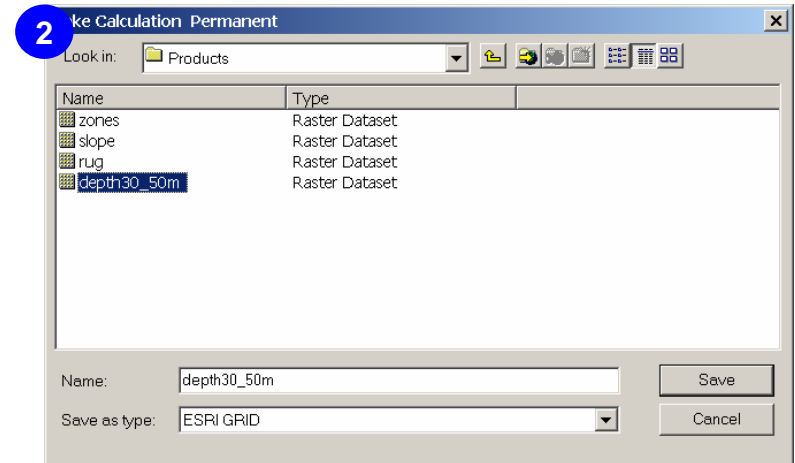 2
ke Calculation Permanent
Look in: Products
Name Type
zones Raster Dataset
slope Raster Dataset
rug Raster Dataset
depth30_50m Raster Dataset
Name: depth30_50m Save
Save as type: ESRI GRID Cancel